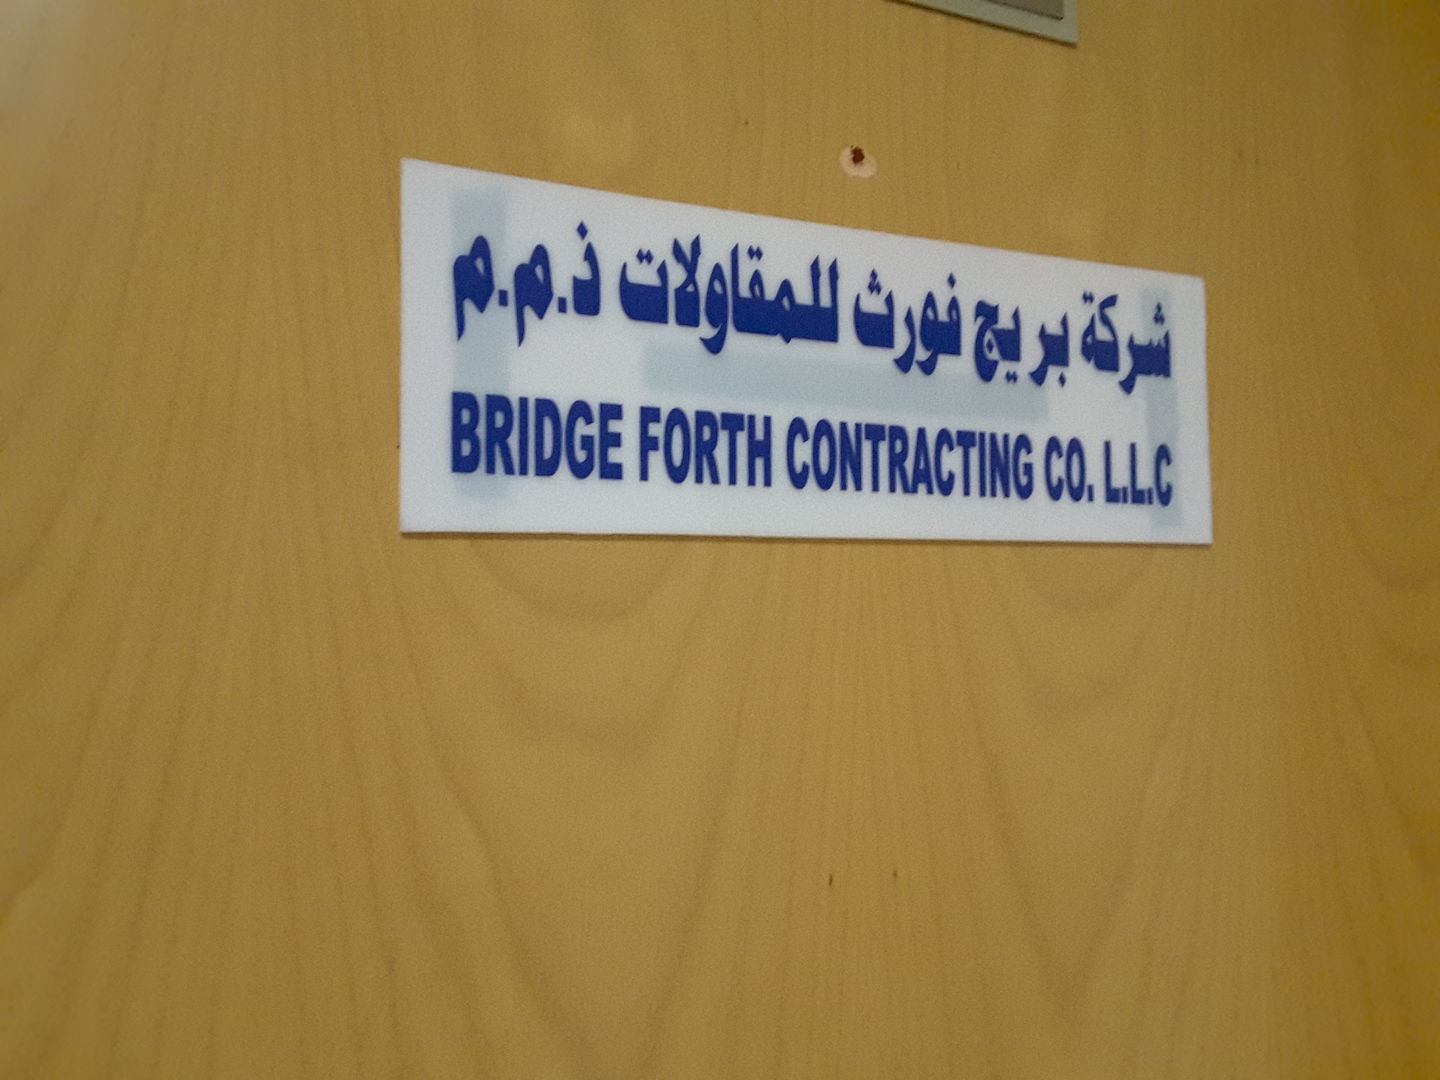 شركة بريج فورث للمقاولات ذ.م.م
BRIDGE FORTH CONTRACTING CO. L.L.C